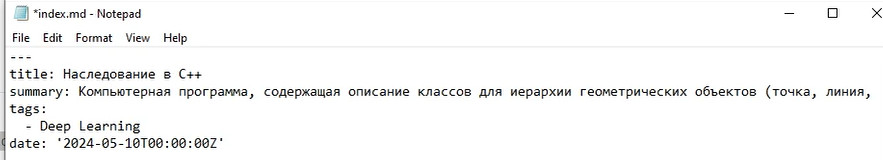 *index.md - Notepad
File Edit Format View Help
---
title: Наследование в C++
summary: Компьютерная программа, содержащая описание классов для иерархии геометрических объектов (точка, линия,
tags:
  - Deep Learning
date: '2024-05-10T00:00:00Z'